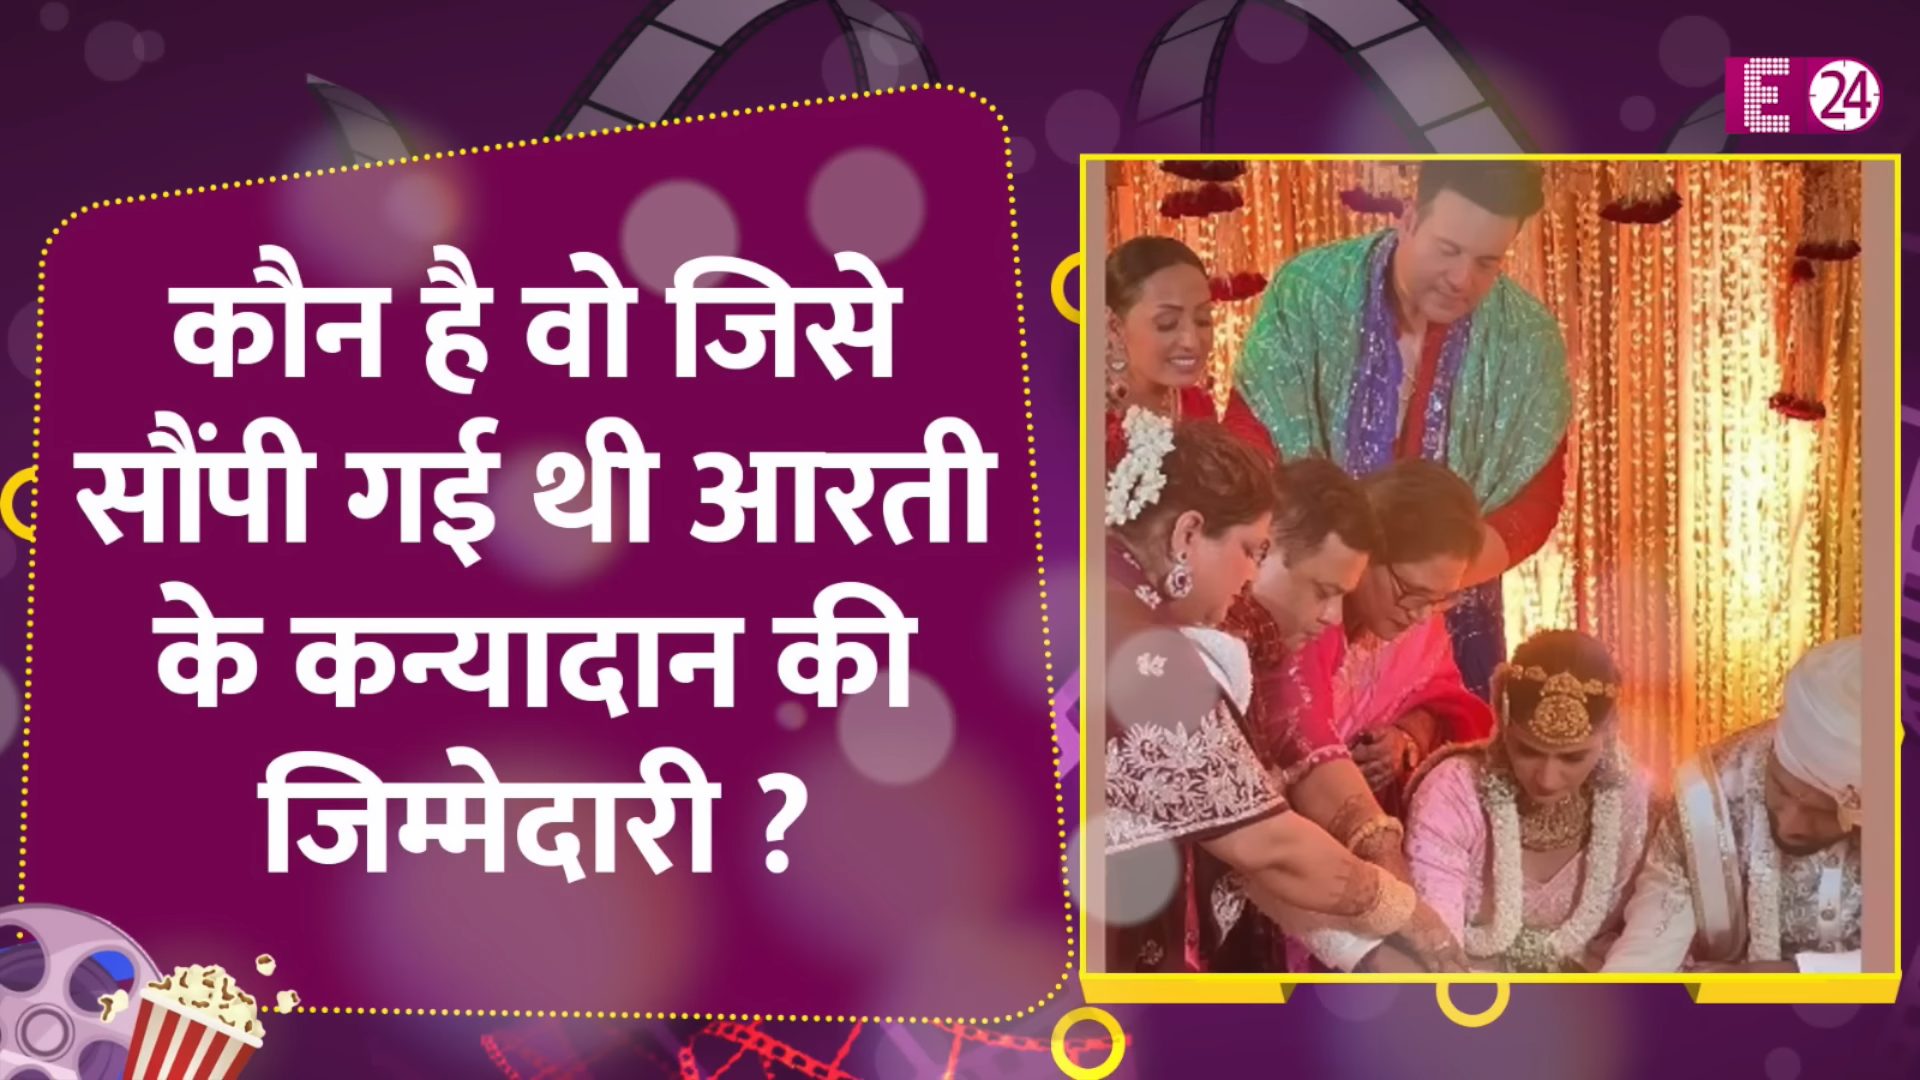 E 24
कौन है वो जिसे
सौंपी गई थी आरती
के कन्यादान की
जिम्मेदारी ?